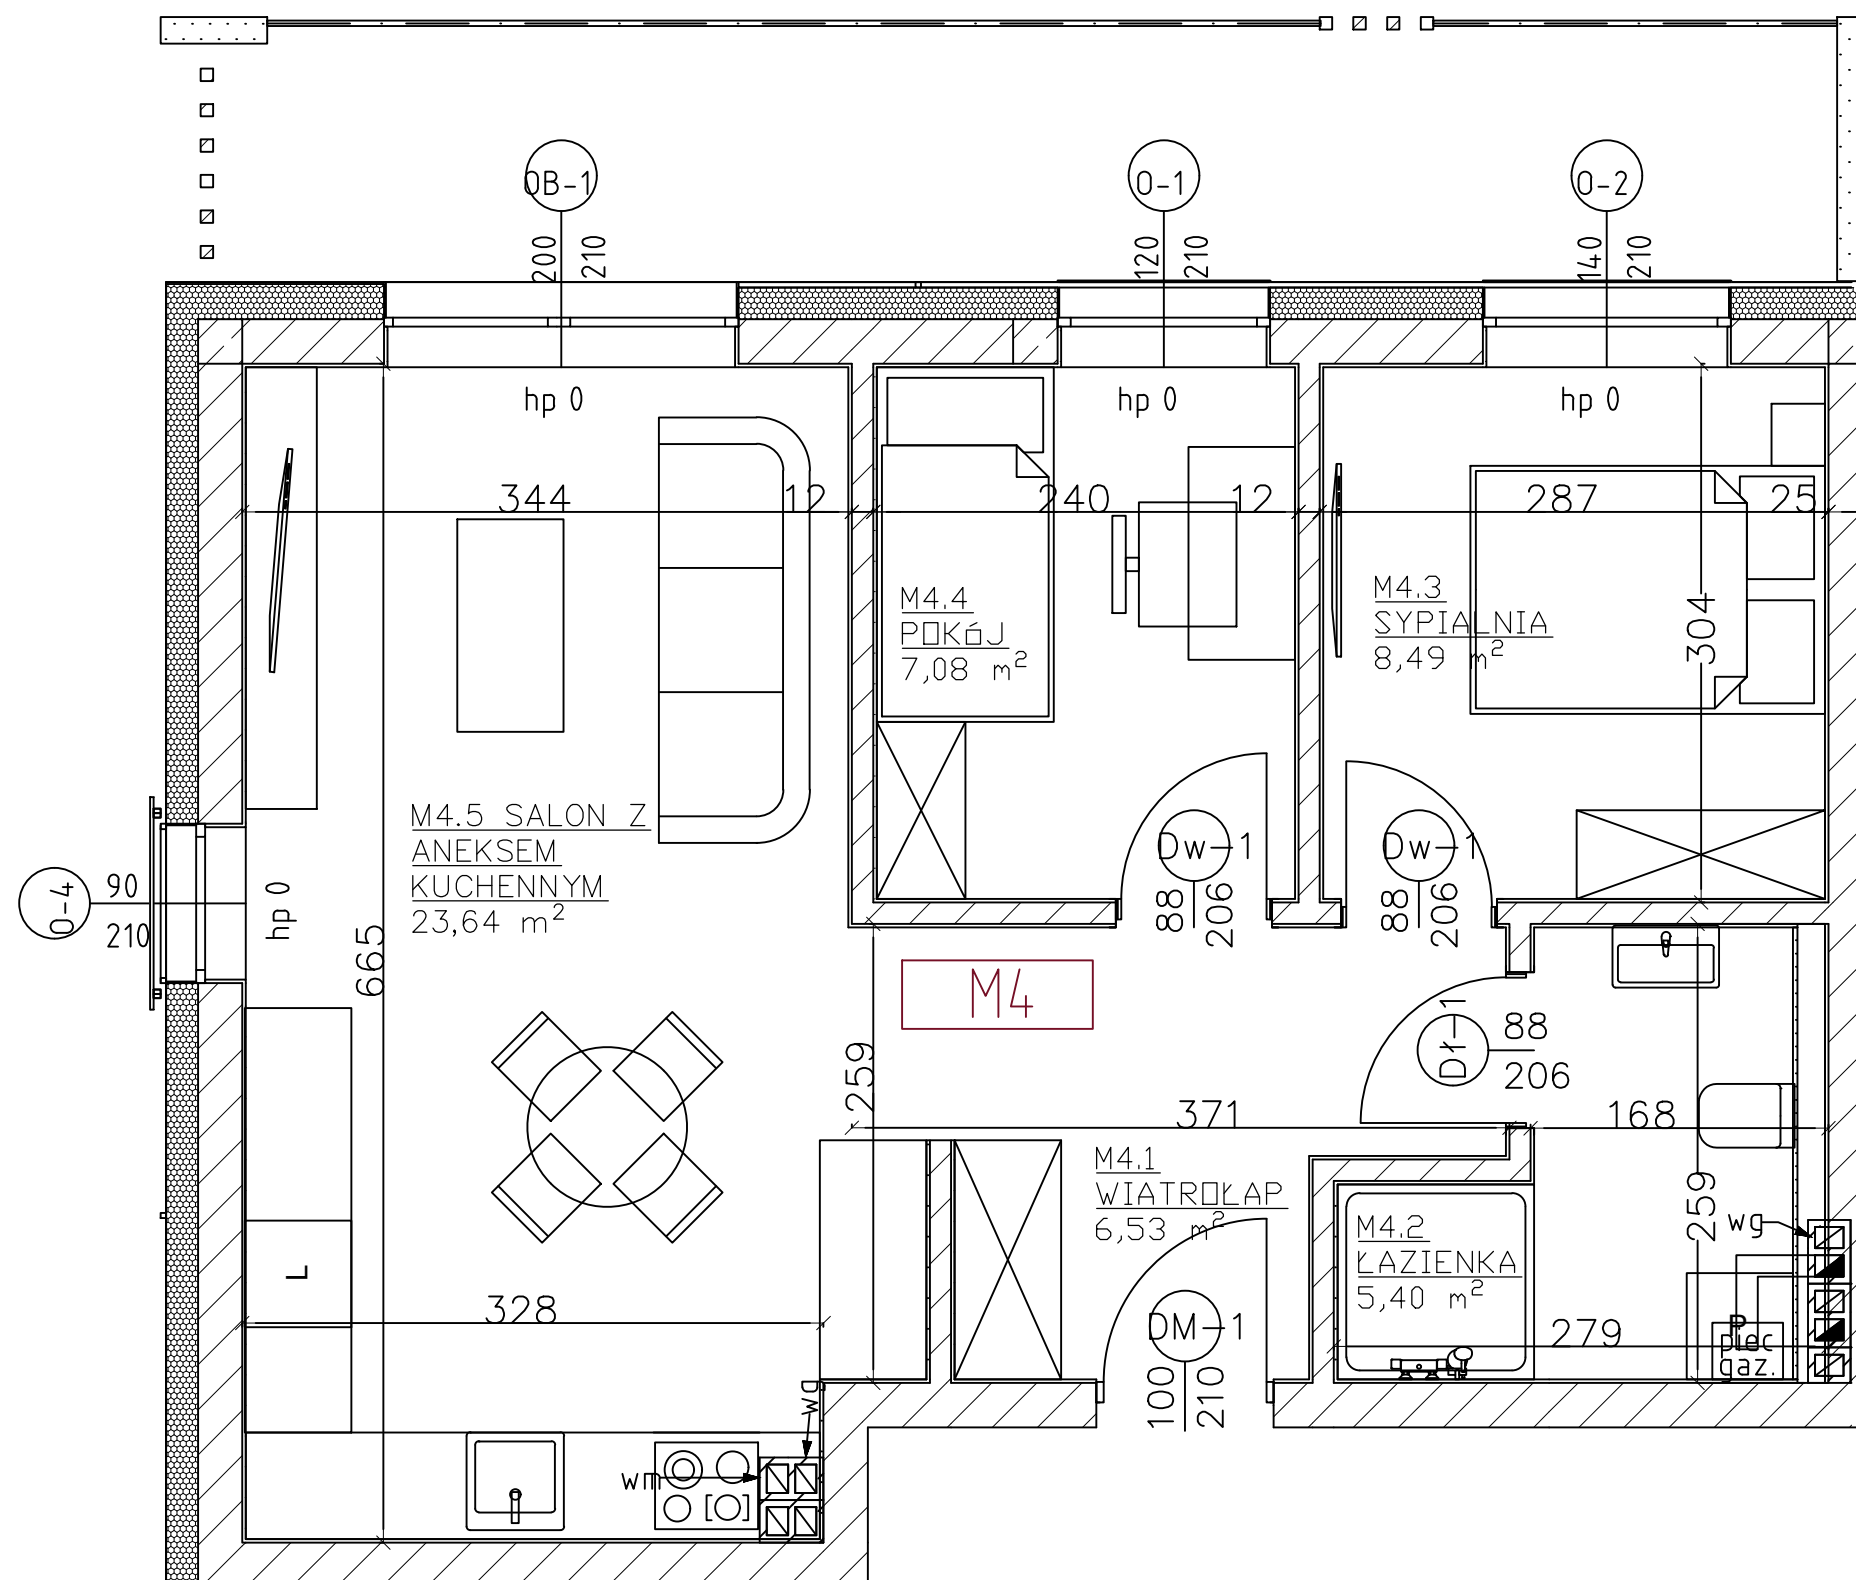 OB-1
O-1
O-2
200
210
120
210
140
210
hp 0
hp 0
hp 0
344
12
240
12
287
25
M4.4
POKóJ
7,08 m²
M4.3
SYPIALNIA
8,49 m²
304
M4.5 SALON Z
ANEKSEM
KUCHENNYM
23,64 m²
Dw-1
88
206
Dw-1
88
206
O-4
90
210
hp 0
665
M4
259
Dł-1
88
206
371
168
M4.1
WIATROŁAP
6,53 m²
M4.2
ŁAZIENKA
5,40 m²
259
wg
L
328
DM-1
100
210
279
P
piec
gaz.
wg
wm